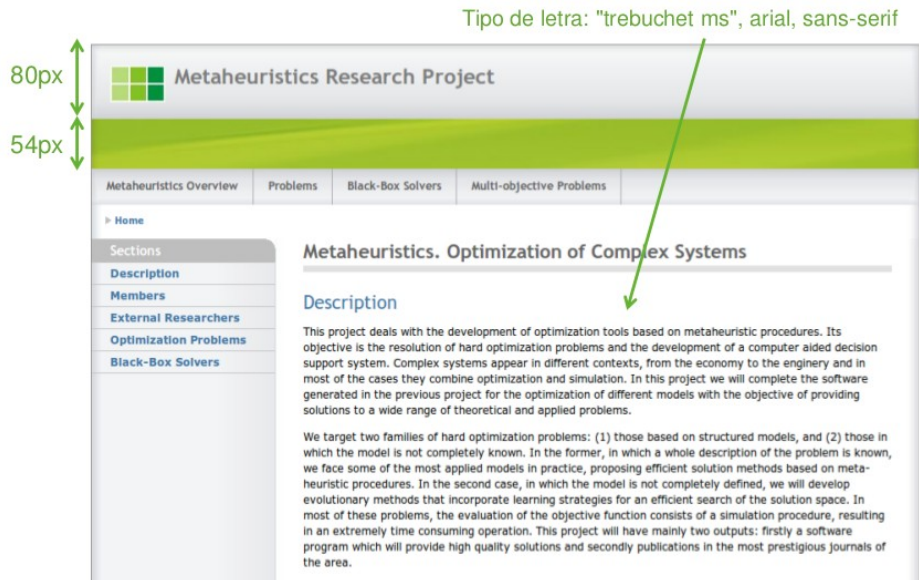 Tipo de letra: "trebuchet ms", arial, sans-serif
80px
Metaheuristics Research Project
54px
Metaheuristics Overview
Problems
Black-Box Solvers
Multi-objective Problems
Home
Sections
Description
Members
External Researchers
Optimization Problems
Black-Box Solvers
Metaheuristics. Optimization of Complex Systems
Description
This project deals with the development of optimization tools based on metaheuristic procedures. Its
objective is the resolution of hard optimization problems and the development of a computer aided decision
support system. Complex systems appear in different contexts, from the economy to the enginery and in
most of the cases they combine optimization and simulation. In this project we will complete the software
generated in the previous project for the optimization of different models with the objective of providing
solutions to a wide range of theoretical and applied problems.
We target two families of hard optimization problems: (1) those based on structured models, and (2) those in
which the model is not completely known. In the former, in which a whole description of the problem is known,
we face some of the most applied models in practice, proposing efficient solution methods based on meta-
heuristic procedures. In the second case, in which the model is not completely defined, we will develop
evolutionary methods that incorporate learning strategies for an efficient search of the solution space. In
most of these problems, the evaluation of the objective function consists of a simulation procedure, resulting
in an extremely time consuming operation. This project will have mainly two outputs: firstly a software
program which will provide high quality solutions and secondly publications in the most prestigious journals of
the area.